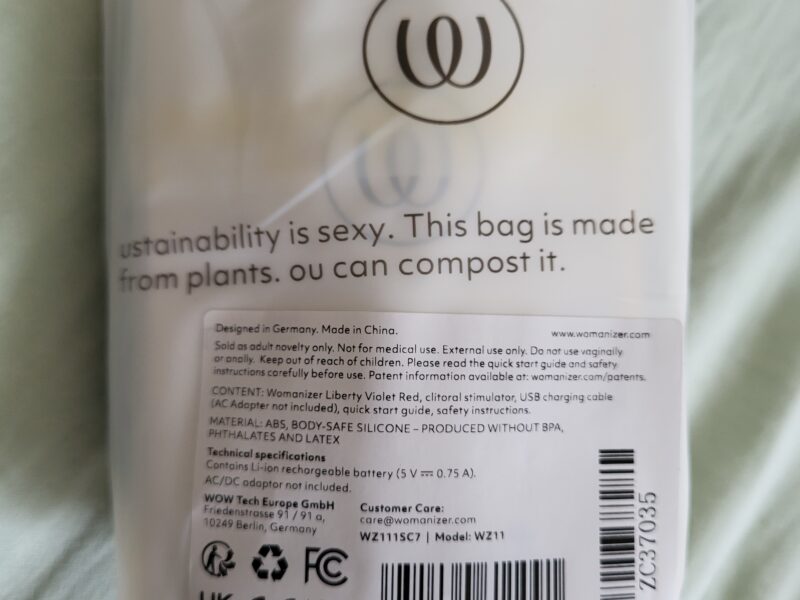 ustainability is sexy. This bag is made
from plants. ou can compost it.
Designed in Germany. Made in China.
www.womanizer.com
Sold as adult novelty only. Not for medical use. External use only. Do not use vaginally
or anally. Keep out of reach of children. Please read the quick start guide and safety
instructions carefully before use. Patent information available at: womanizer.com/patents.
CONTENT: Womanizer Liberty Violet Red, clitoral stimulator, USB charging cable
(AC Adapter not included), quick start guide, safety instructions.
MATERIAL: ABS, BODY-SAFE SILICONE – PRODUCED WITHOUT BPA,
PHTHALATES AND LATEX
Technical specifications
Contains Li-ion rechargeable battery (5 V ⎓ 0.75 A).
AC/DC adaptor not included.
WOW Tech Europe GmbH
Friedenstrasse 91 / 91 a,
10249 Berlin, Germany
Customer Care:
care@womanizer.com
WZ111SC7 | Model: WZ11
FC
ZC37035